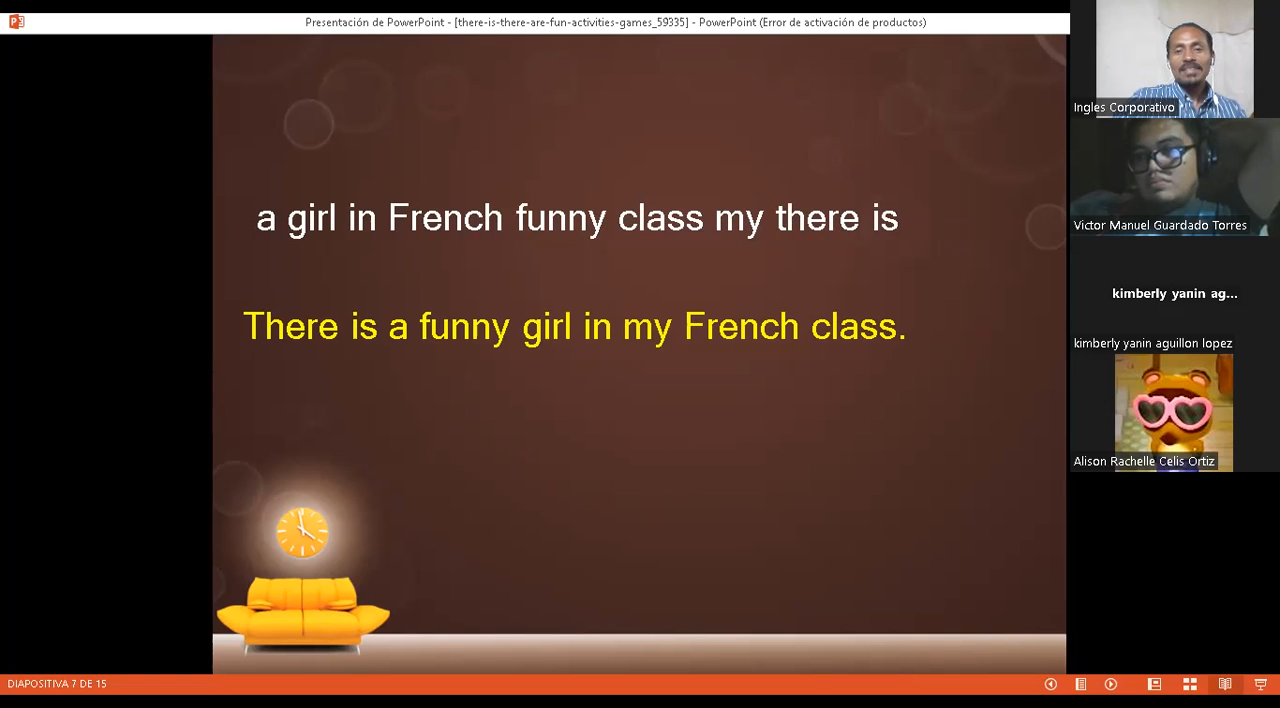 Presentación de PowerPoint - [there-is-there-are-fun-activities-games_59335] - PowerPoint (Error de activación de productos)
Ingles Corporativo
Victor Manuel Guardado Torres
kimberly yanin ag...
kimberly yanin aguillon lopez
Alison Rachelle Celis Ortiz
a girl in French funny class my there is
There is a funny girl in my French class.
DIAPOSITIVA 7 DE 15